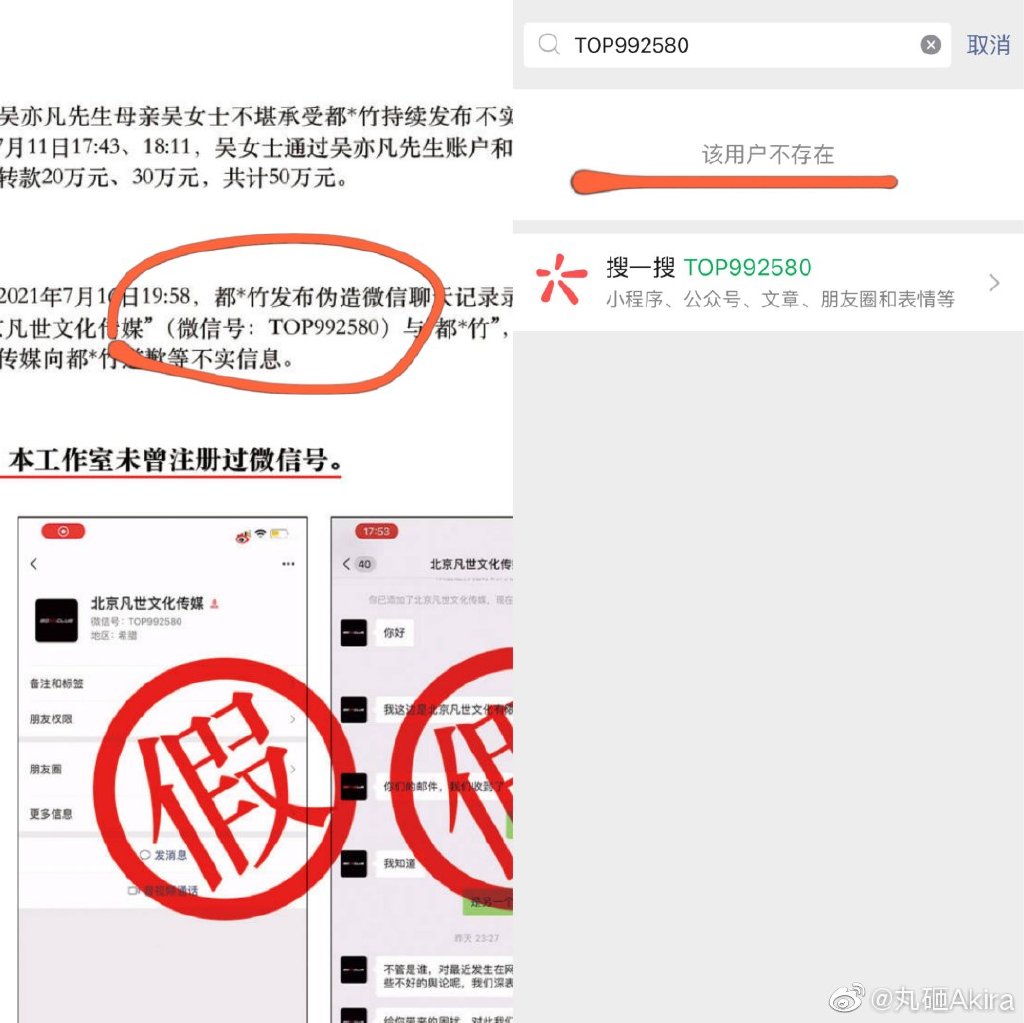 吴亦凡先生母亲吴女士不堪承受都*竹持续发布不实
7月11日17:43、18:11，吴女士通过吴亦凡先生账户和
转款20万元、30万元，共计50万元。
2021年7月16日19:58，都*竹发布伪造微信聊天记录录
京凡世文化传媒”（微信号：TOP992580）与“都*竹”，
传媒向都*竹道歉等不实信息。
本工作室未曾注册过微信号。
北京凡世文化传媒
微信号：TOP992580
地区：希腊
备注和标签
朋友权限
朋友圈
更多信息
发消息
音视频通话
假
17:53
40
北京凡世文化传
你已添加了北京凡世文化传媒，现在
你好
我这边是北京凡世文化有限
你们的邮件，我们收到了
我知道
是另一个
昨天 23:27
不管是谁，对最近发生在网
些不好的舆论呢，我们深表
给你带来的困扰，对此我们
TOP992580
取消
该用户不存在
搜一搜 TOP992580
小程序、公众号、文章、朋友圈和表情等
@丸砸Akira